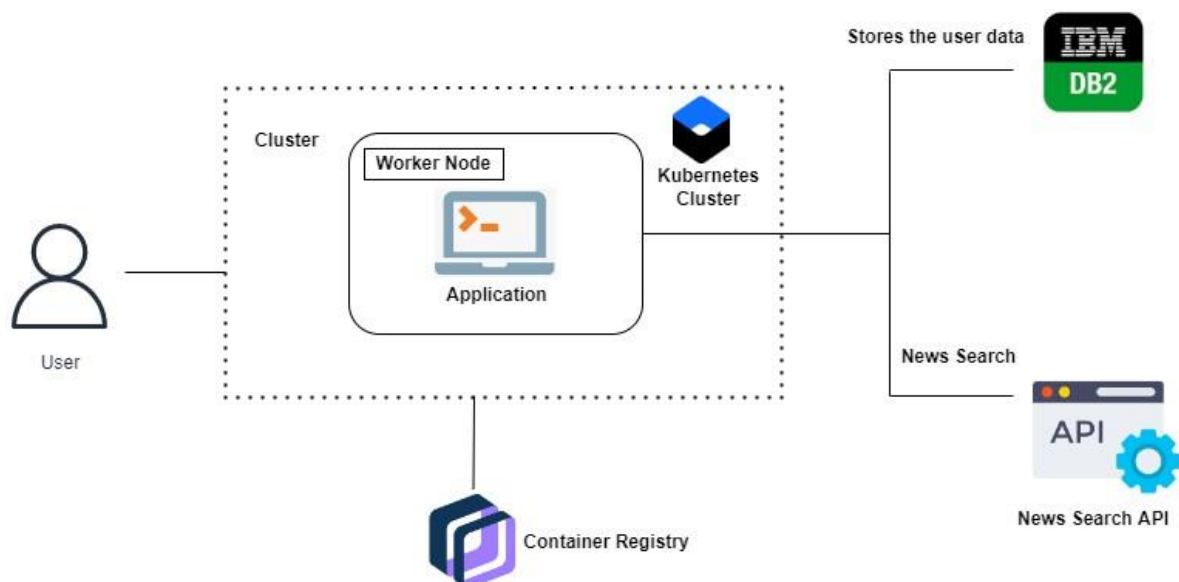 Stores the user data
IBM
DB2
Cluster
Worker Node
Kubernetes
Cluster
Application
User
News Search
API
News Search API
Container Registry